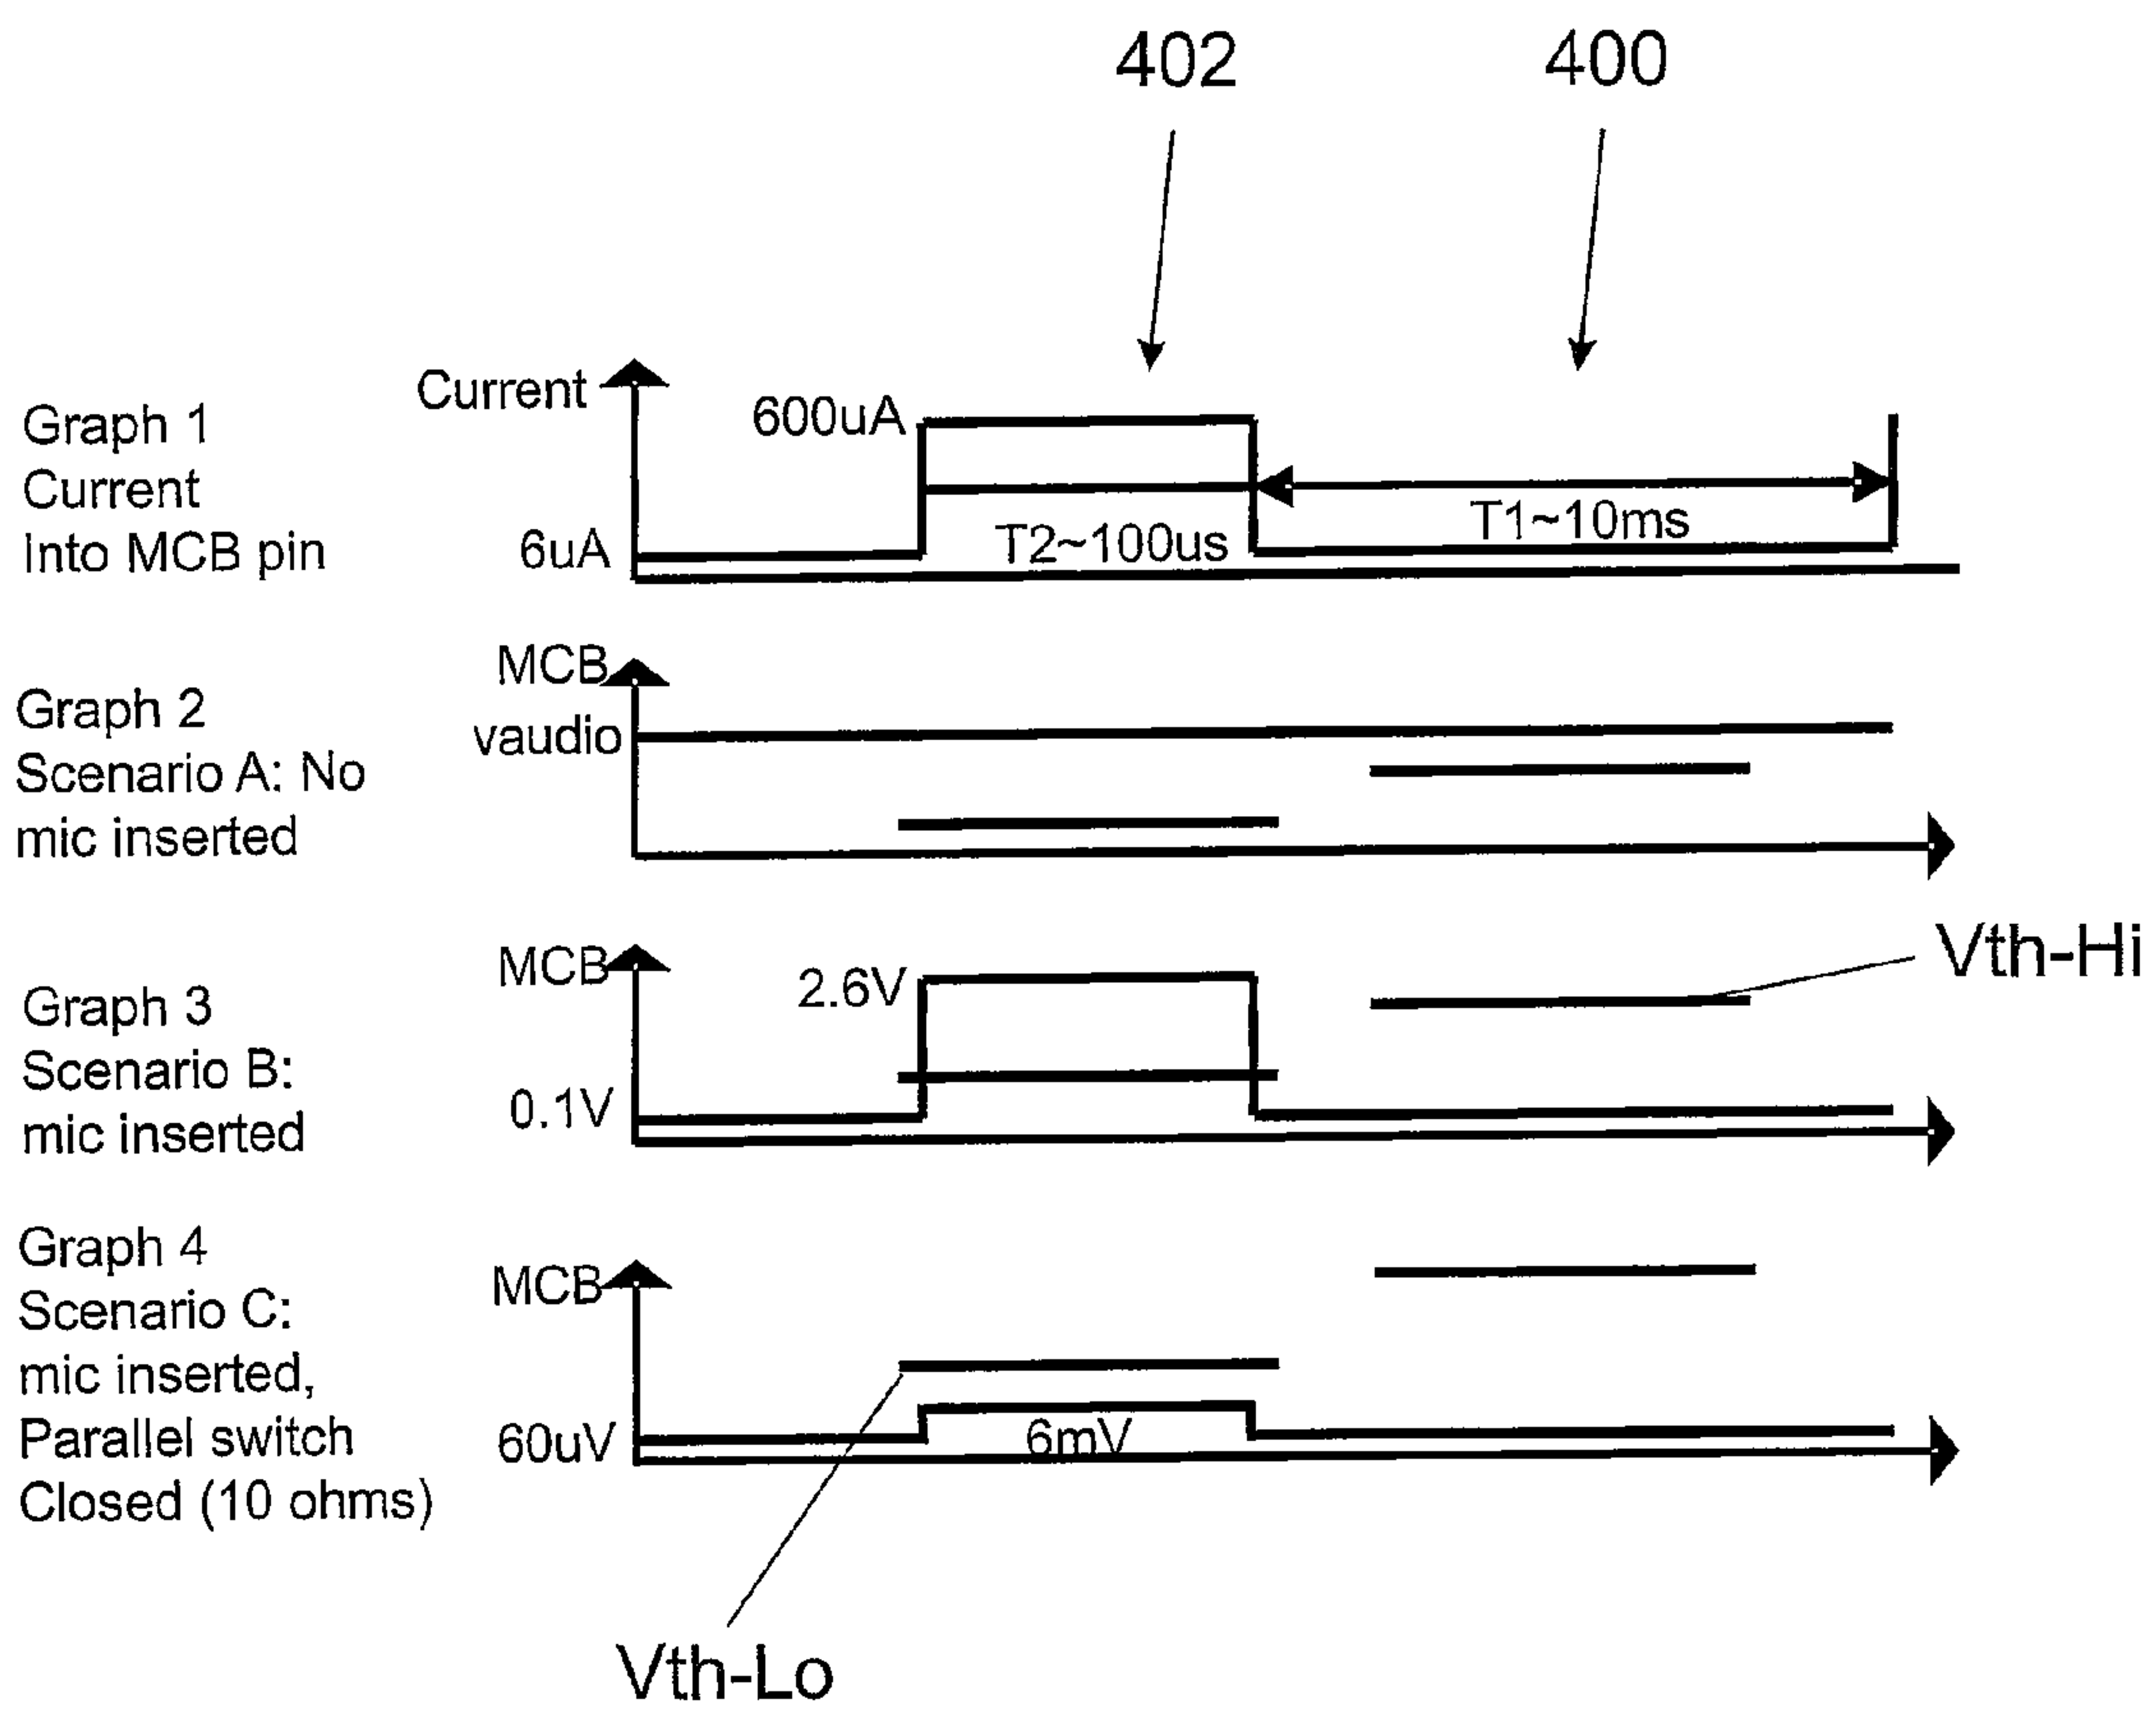 402
400
Graph 1
Current
Into MCB pin
Current
600uA
6uA
T2~100us
T1~10ms
Graph 2
Scenario A: No
mic inserted
MCB
vaudio
Graph 3
Scenario B:
mic inserted
MCB
2.6V
0.1V
Vth-Hi
Graph 4
Scenario C:
mic inserted,
Parallel switch
Closed (10 ohms)
MCB
60uV
6mV
Vth-Lo